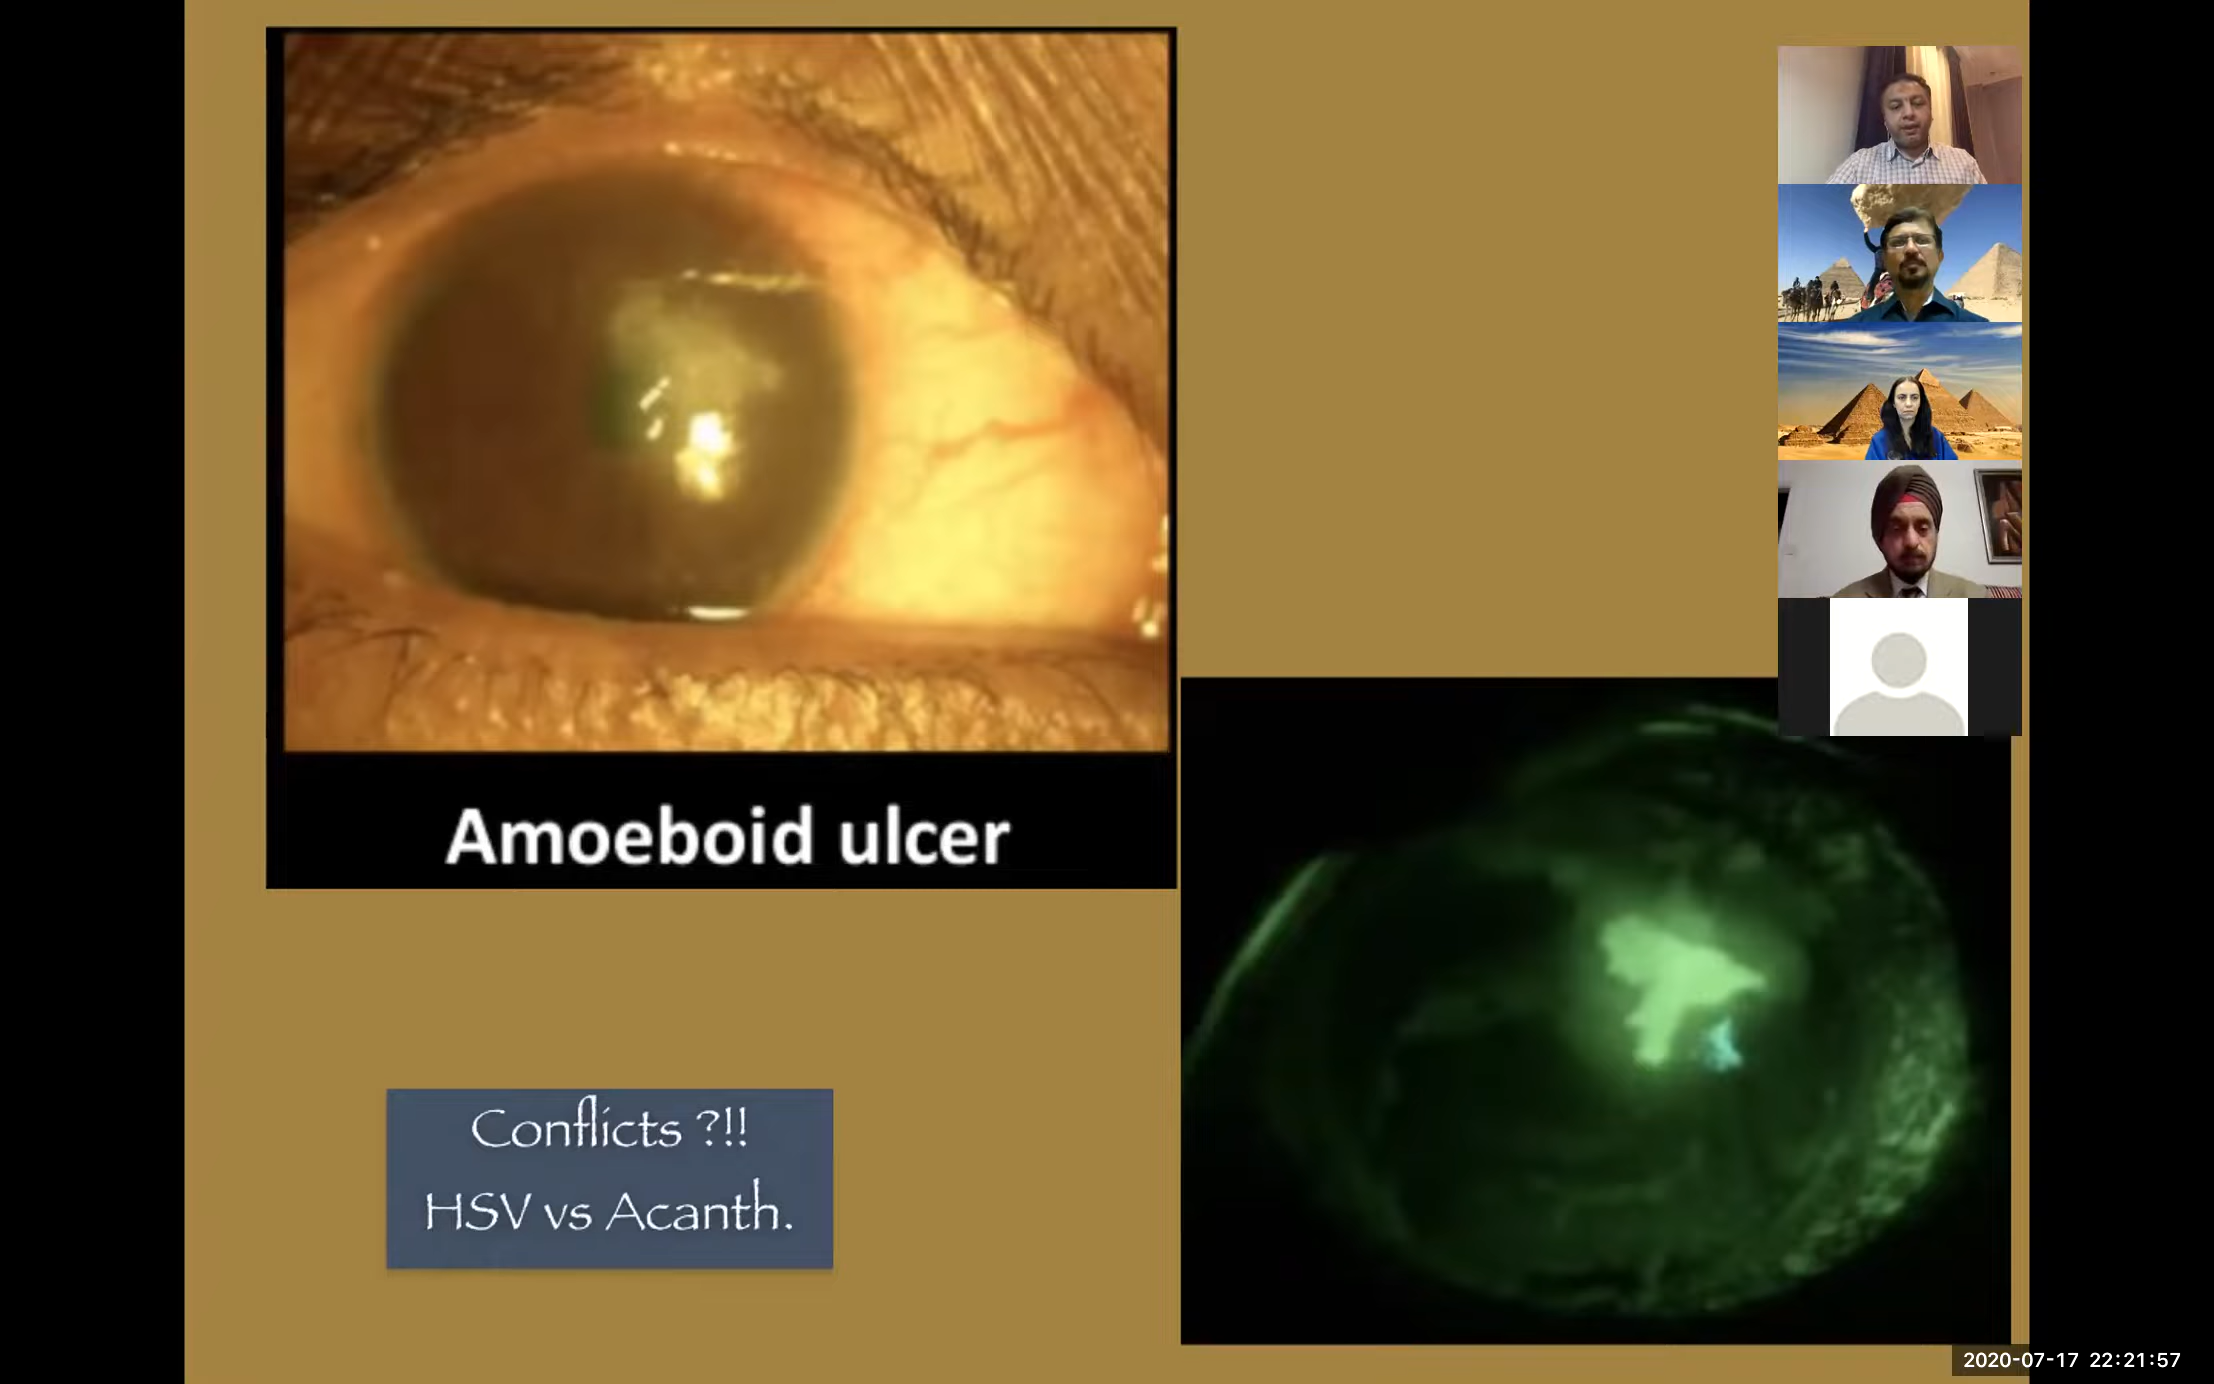 Amoeboid ulcer
Conflicts ?!!
HSV vs Acanth.
2020-07-17 22:21:57